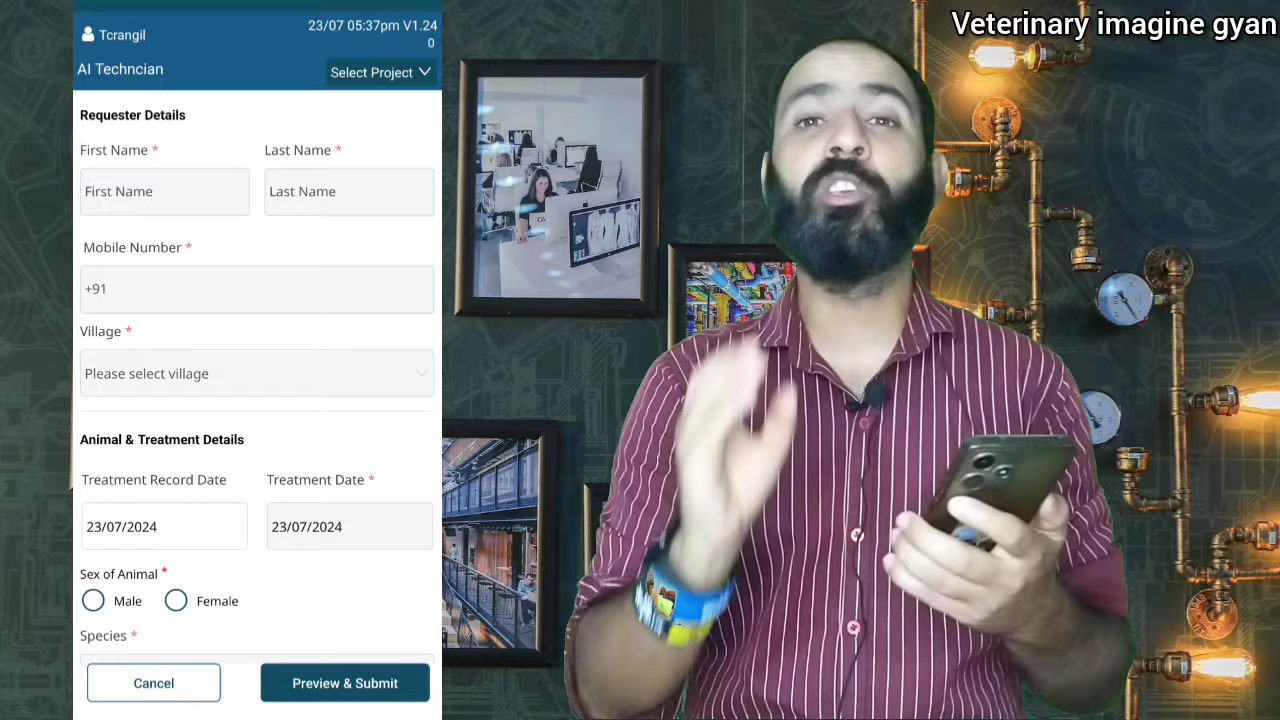 Veterinary imagine gyan
Tcrangil
23/07 05:37pm V1.24
0
AI Techncian
Select Project
Requester Details
First Name *
Last Name *
First Name
Last Name
Mobile Number *
+91
Village *
Please select village
Animal & Treatment Details
Treatment Record Date
Treatment Date *
23/07/2024
23/07/2024
Sex of Animal *
Male
Female
Species *
Cancel
Preview & Submit